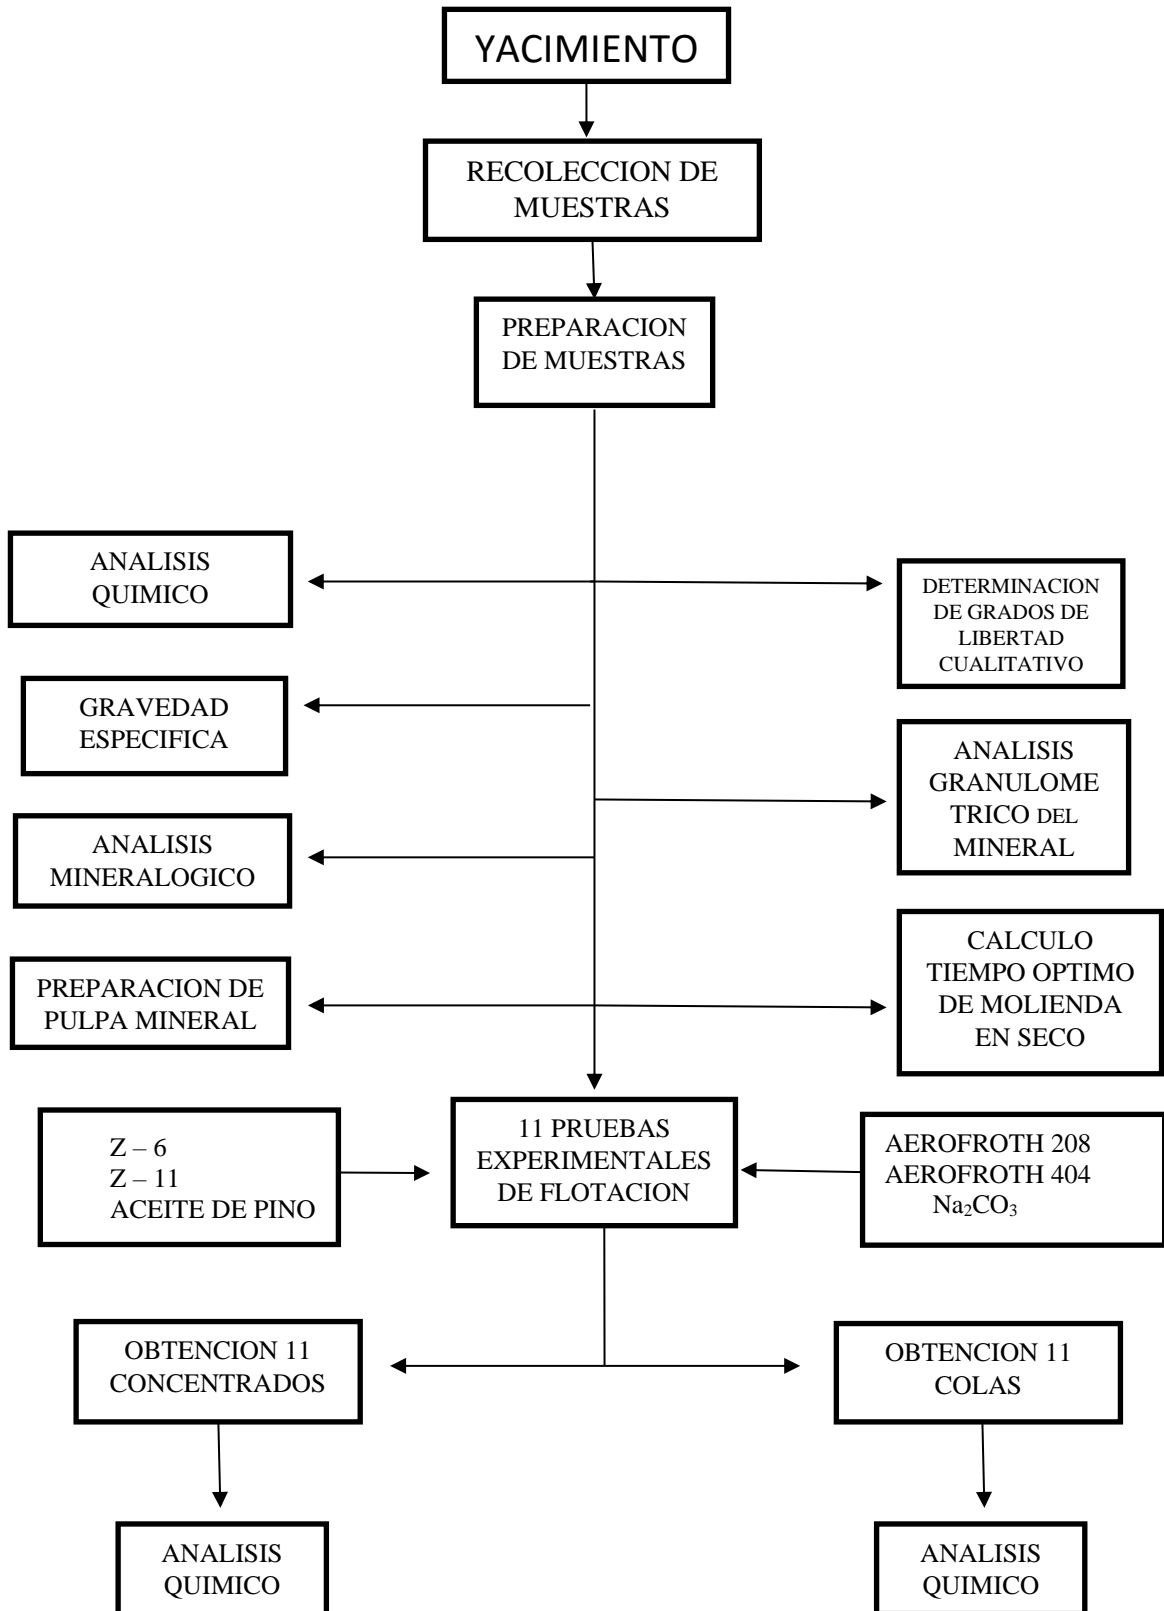 YACIMIENTO
RECOLECCION DE
MUESTRAS
PREPARACION
DE MUESTRAS
ANALISIS
QUIMICO
DETERMINACION
DE GRADOS DE
LIBERTAD
CUALITATIVO
GRAVEDAD
ESPECIFICA
ANALISIS
GRANULOME
TRICO DEL
MINERAL
ANALISIS
MINERALOGICO
CALCULO
TIEMPO OPTIMO
DE MOLIENDA
EN SECO
PREPARACION DE
PULPA MINERAL
Z – 6
Z – 11
ACEITE DE PINO
11 PRUEBAS
EXPERIMENTALES
DE FLOTACION
AEROFROTH 208
AEROFROTH 404
Na₂CO₃
OBTENCION 11
CONCENTRADOS
OBTENCION 11
COLAS
ANALISIS
QUIMICO
ANALISIS
QUIMICO